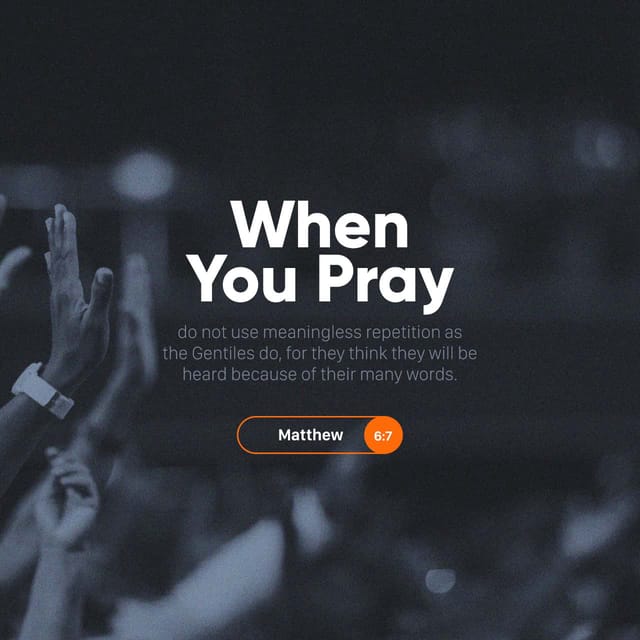 When
You Pray
do not use meaningless repetition as
the Gentiles do, for they think they will be
heard because of their many words.
Matthew 6:7